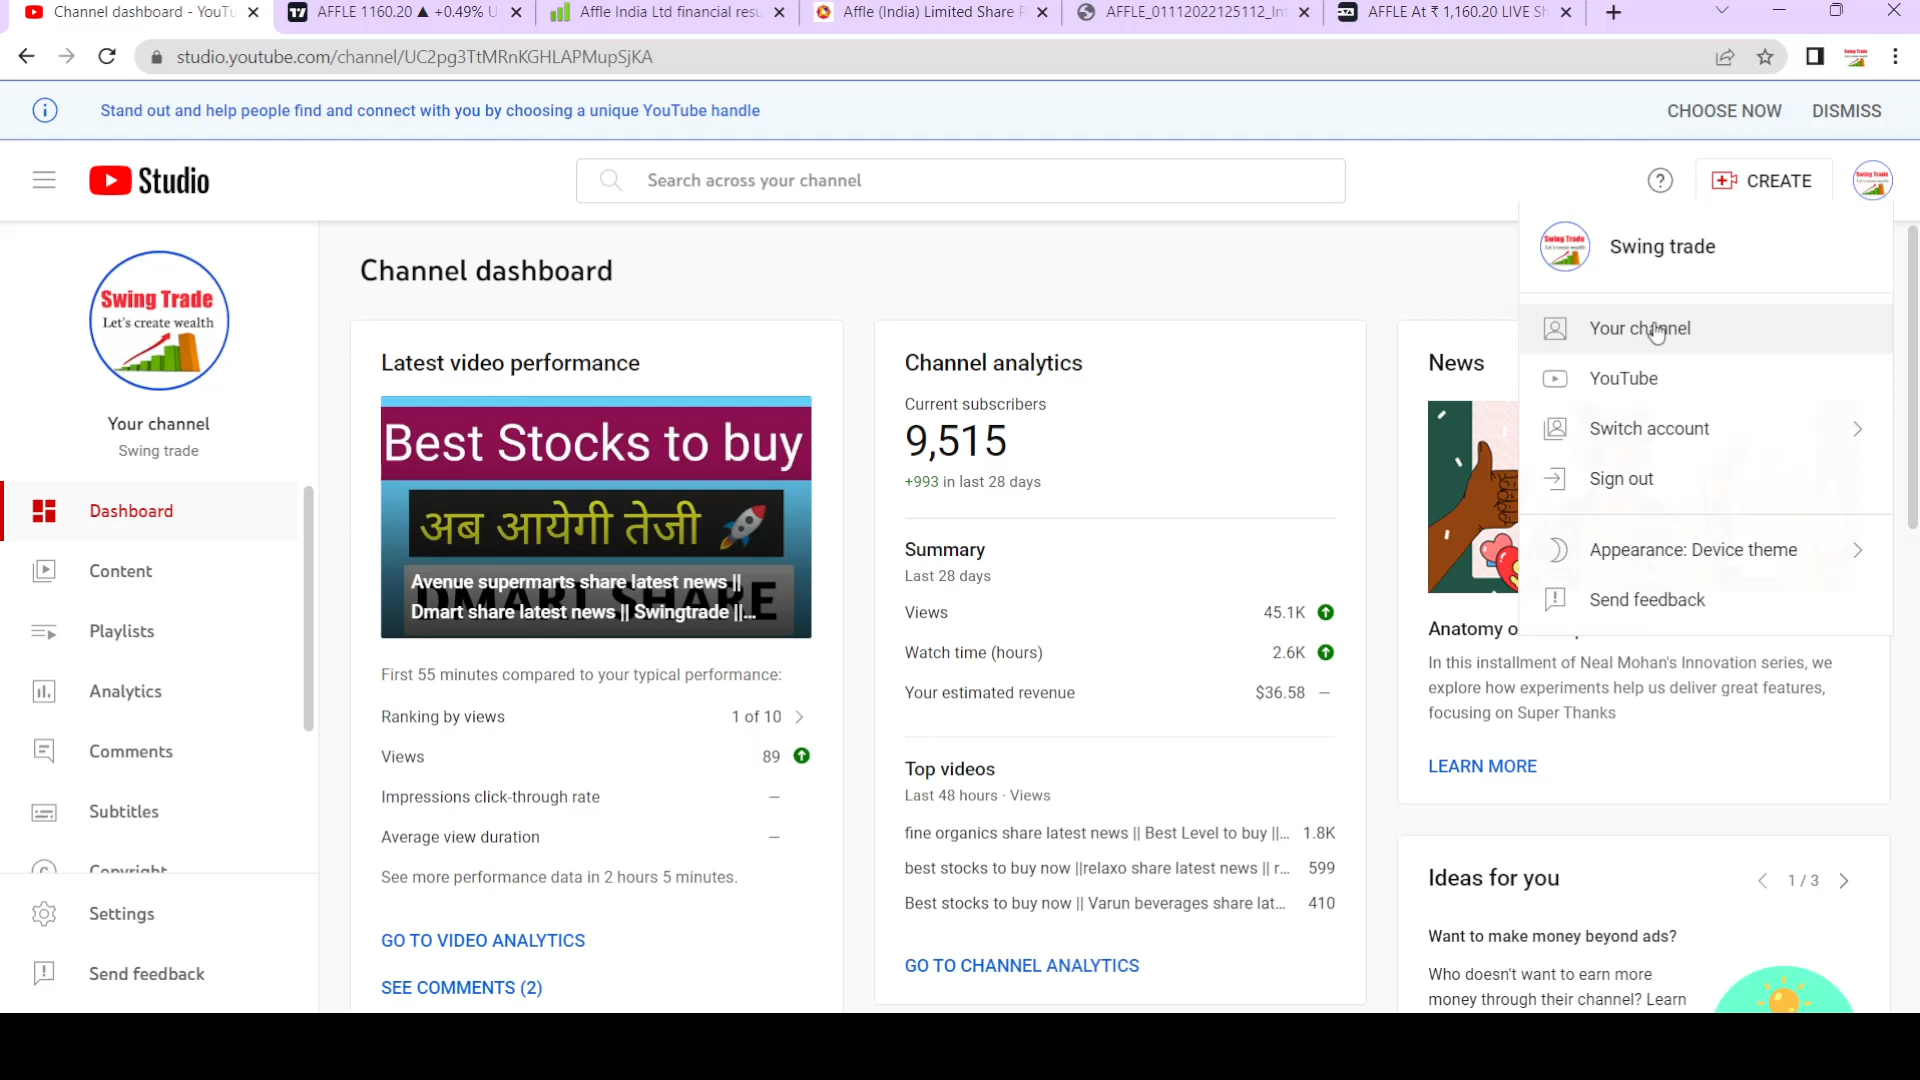 Channel dashboard - YouTu
AFFLE 1160.20 ▲ +0.49% U
Affle India Ltd financial resu
Affle (India) Limited Share P
AFFLE_01112022125112_In
AFFLE At ₹ 1,160.20 LIVE Sh
studio.youtube.com/channel/UC2pg3TtMRnKGHLAPMupSjKA
Stand out and help people find and connect with you by choosing a unique YouTube handle
CHOOSE NOW
DISMISS
Studio
Search across your channel
CREATE
Swing Trade
Let's create wealth
Your channel
Swing trade
Dashboard
Content
Playlists
Analytics
Comments
Subtitles
Copyright
Settings
Send feedback
Channel dashboard
Latest video performance
Best Stocks to buy
अब आयेगी तेजी 🚀
Avenue supermarts share latest news ||
Dmart share latest news || Swingtrade ||...
DMART SHARE
First 55 minutes compared to your typical performance:
Ranking by views 1 of 10
Views 89
Impressions click-through rate –
Average view duration –
See more performance data in 2 hours 5 minutes.
GO TO VIDEO ANALYTICS
SEE COMMENTS (2)
Channel analytics
Current subscribers
9,515
+993 in last 28 days
Summary
Last 28 days
Views 45.1K
Watch time (hours) 2.6K
Your estimated revenue $36.58 –
Top videos
Last 48 hours · Views
fine organics share latest news || Best Level to buy ||... 1.8K
best stocks to buy now ||relaxo share latest news || r... 599
Best stocks to buy now || Varun beverages share lat... 410
GO TO CHANNEL ANALYTICS
News
Anatomy o
In this installment of Neal Mohan's Innovation series, we
explore how experiments help us deliver great features,
focusing on Super Thanks
LEARN MORE
Ideas for you
1 / 3
Want to make money beyond ads?
Who doesn't want to earn more
money through their channel? Learn
Swing Trade
Swing trade
Your channel
YouTube
Switch account
Sign out
Appearance: Device theme
Send feedback